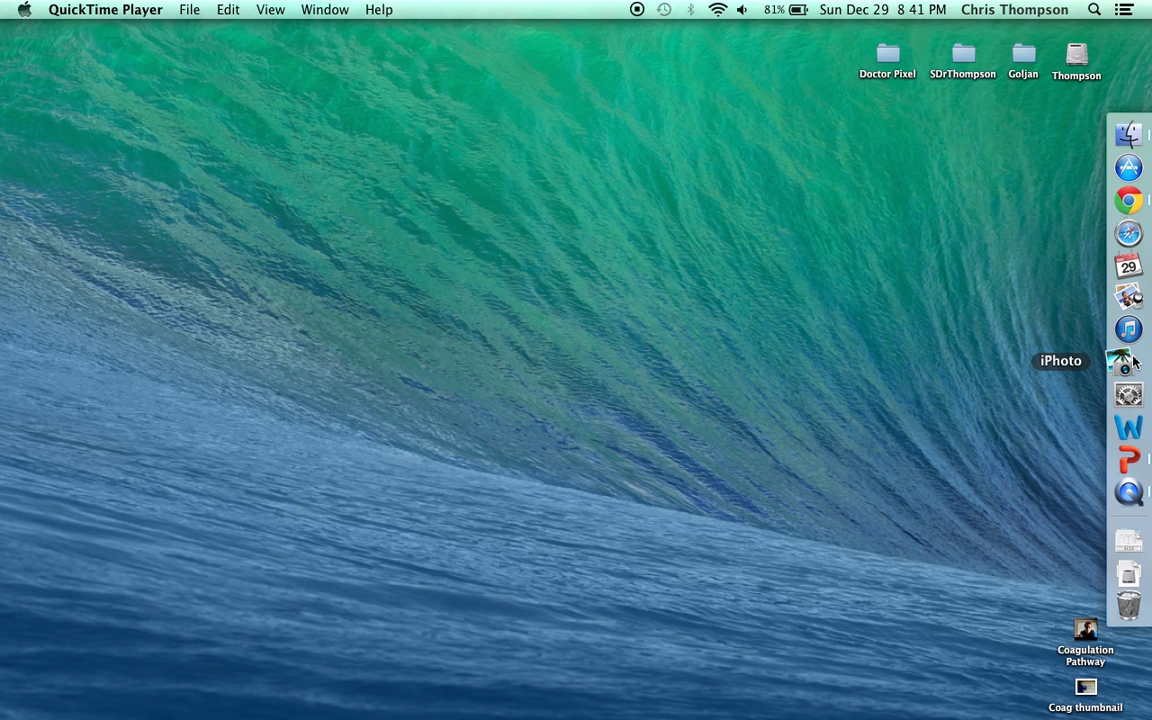 QuickTime Player File Edit View Window Help 81% Sun Dec 29 8 41 PM Chris Thompson
Doctor Pixel SDrThompson Goljan Thompson
29
iPhoto
Coagulation
Pathway
Coag thumbnail